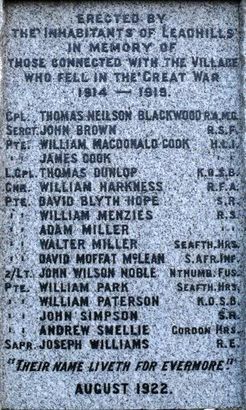 ERECTED BY
THE INHABITANTS OF LEADHILLS
IN MEMORY OF
THOSE CONNECTED WITH THE VILLAGE
WHO FELL IN THE GREAT WAR
1914 — 1919.
CPL. THOMAS NEILSON BLACKWOOD R.A.M.C.
SERGT. JOHN BROWN R.S.F.
PTE. WILLIAM MACDONALD COOK H.L.I.
" JAMES COOK "
L.CPL. THOMAS DUNLOP K.O.S.B.
GNR. WILLIAM HARKNESS R.F.A.
PTE. DAVID BLYTH HOPE S.R.
" WILLIAM MENZIES R.S.
" ADAM MILLER "
" WALTER MILLER SEAFTH. HRS.
" DAVID MOFFAT McLEAN S.AFR.INF.
2/LT. JOHN WILSON NOBLE NTHUMB. FUS.
PTE. WILLIAM PARK SEAFTH. HRS.
" WILLIAM PATERSON K.O.S.B.
" JOHN SIMPSON S.R.
" ANDREW SMELLIE GORDON HRS.
SAPR. JOSEPH WILLIAMS R.E.
"THEIR NAME LIVETH FOR EVERMORE"
AUGUST 1922.